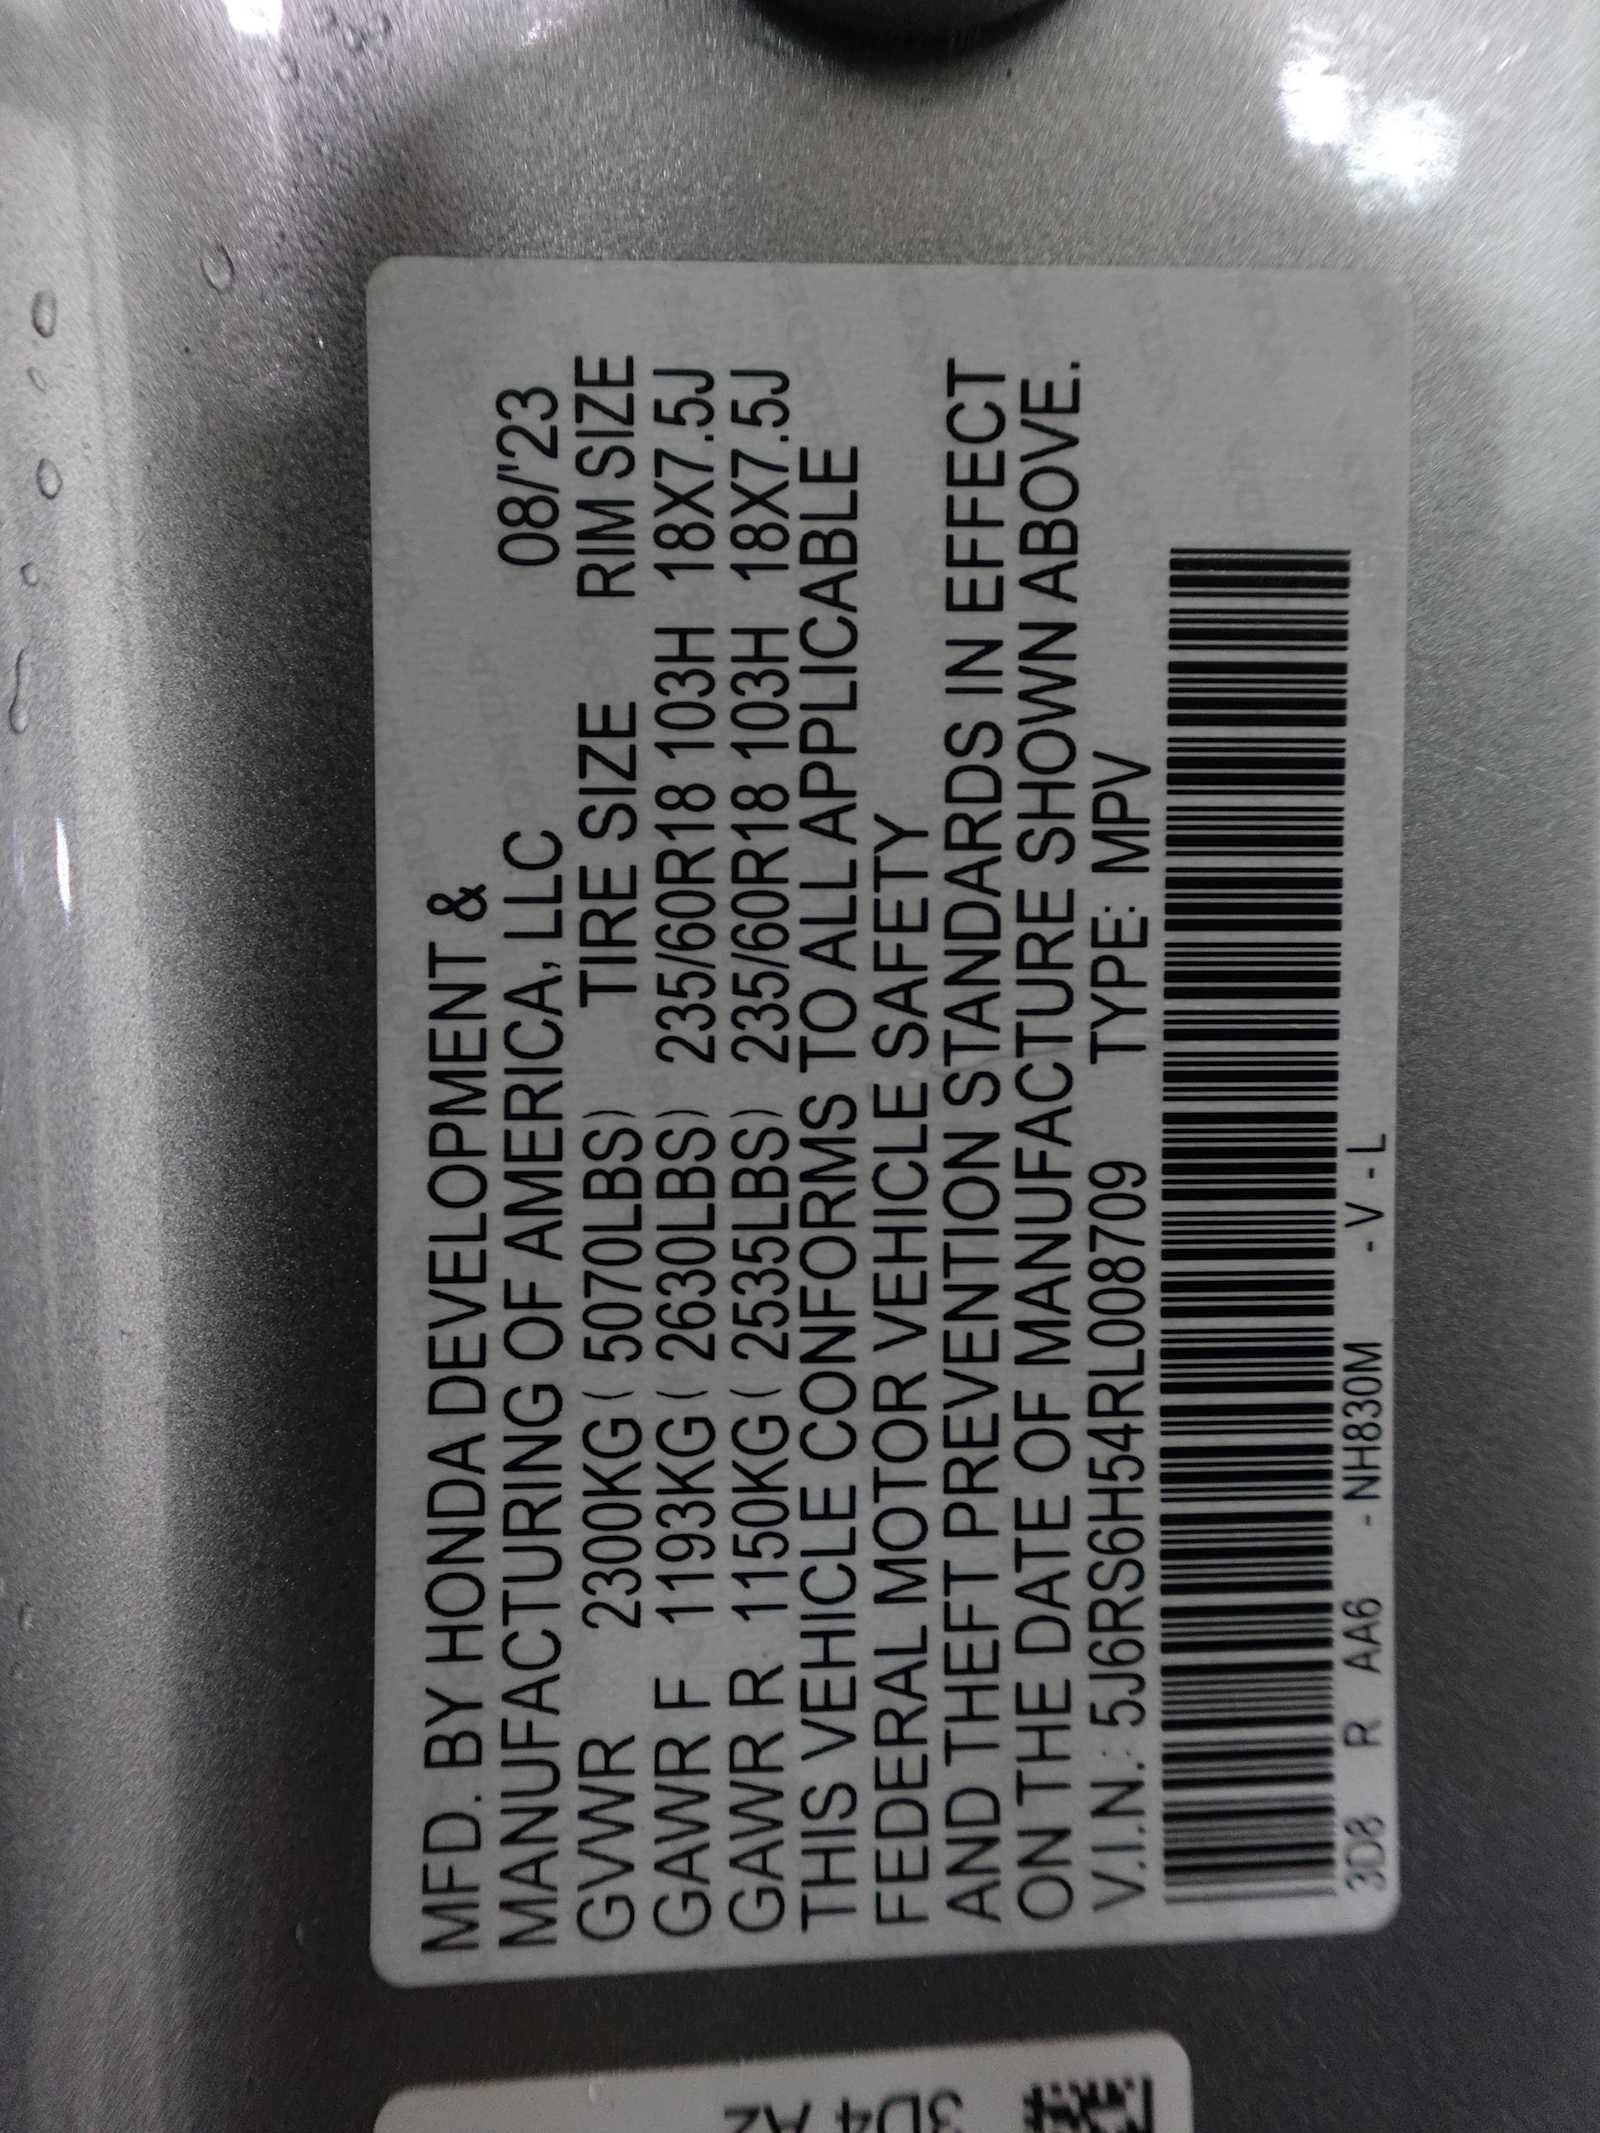 MFD. BY HONDA DEVELOPMENT &
MANUFACTURING OF AMERICA, LLC 08/'23
GVWR 2300KG ( 5070LBS) TIRE SIZE RIM SIZE
GAWR F 1193KG ( 2630LBS) 235/60R18 103H 18X7.5J
GAWR R 1150KG ( 2535LBS) 235/60R18 103H 18X7.5J
THIS VEHICLE CONFORMS TO ALL APPLICABLE
FEDERAL MOTOR VEHICLE SAFETY
AND THEFT PREVENTION STANDARDS IN EFFECT
ON THE DATE OF MANUFACTURE SHOWN ABOVE.
V.I.N.: 5J6RS6H54RL008709 TYPE: MPV
3D8 R AA6 - NH830M - V - L
3D4 A2